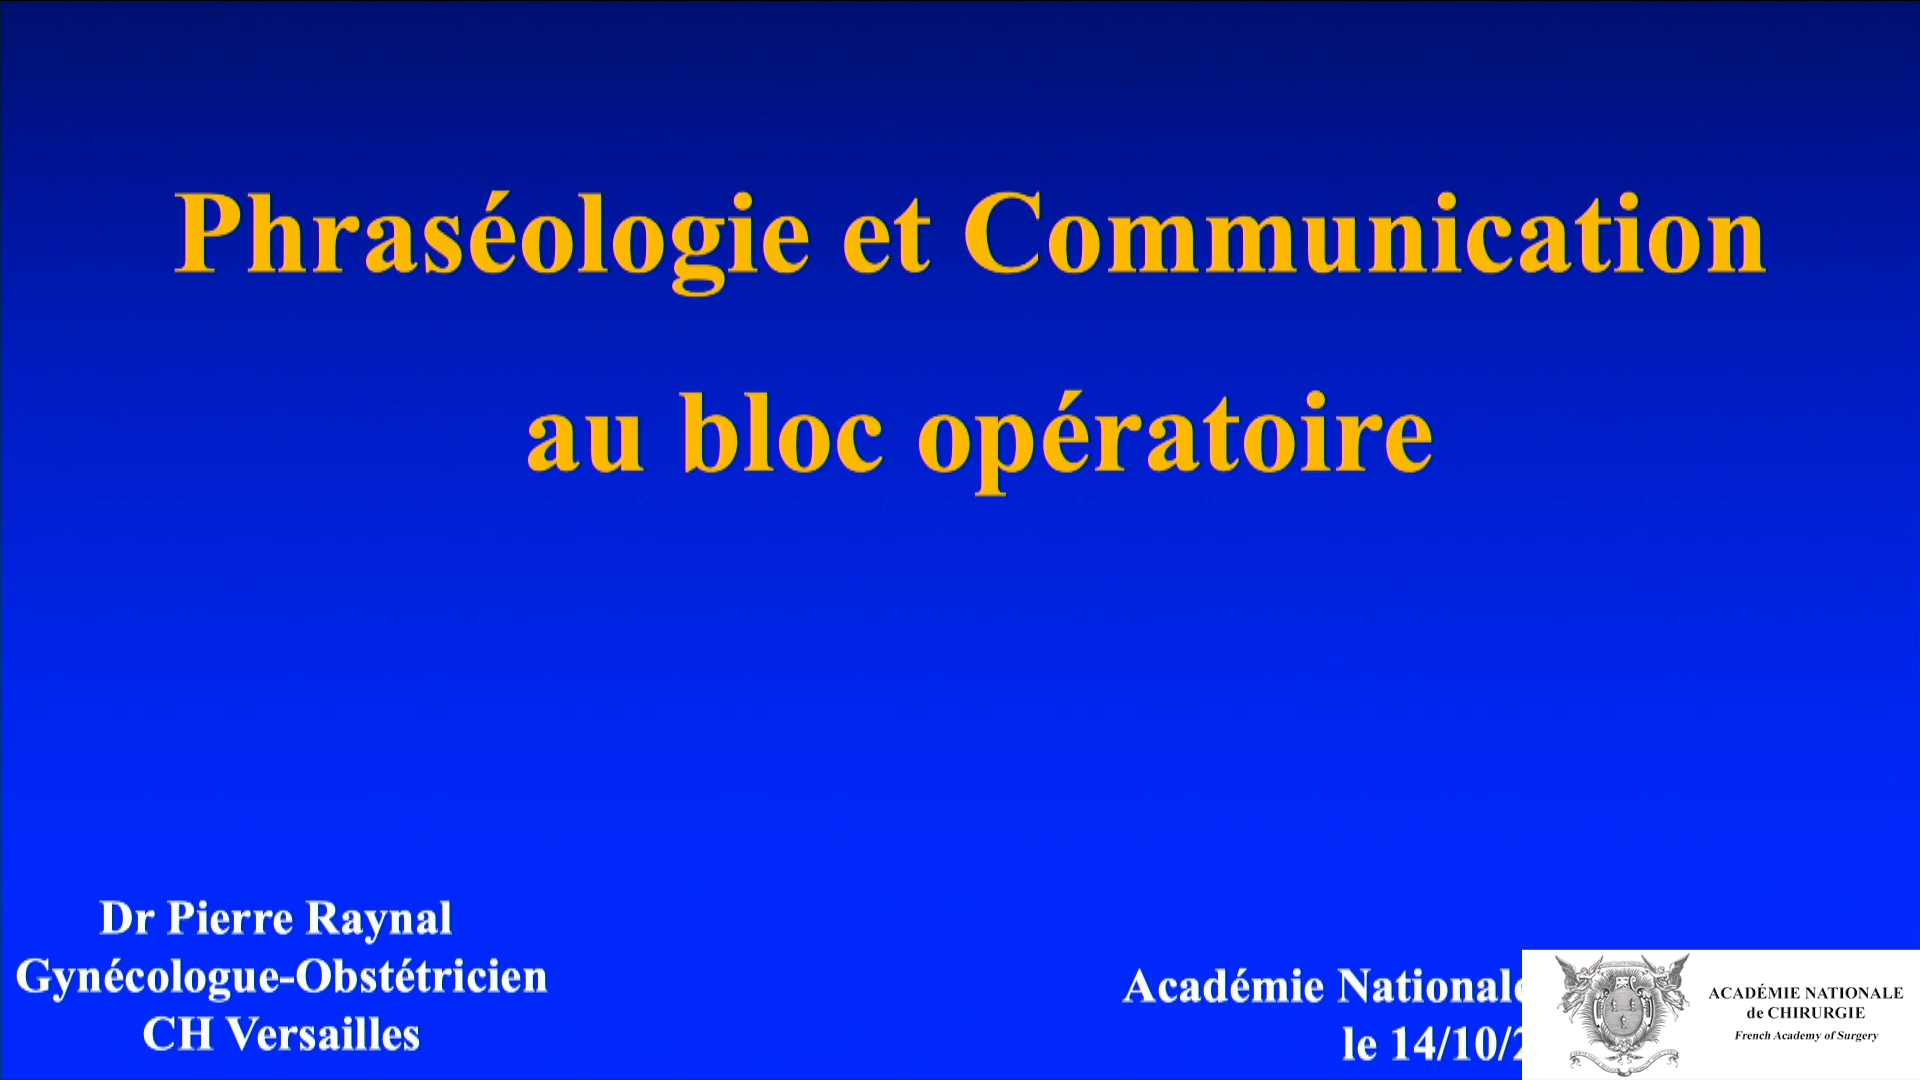 Phraséologie et Communication
au bloc opératoire
Dr Pierre Raynal
Gynécologue-Obstétricien
CH Versailles
Académie Nationale
le 14/10/2
ACADÉMIE NATIONALE
de CHIRURGIE
French Academy of Surgery